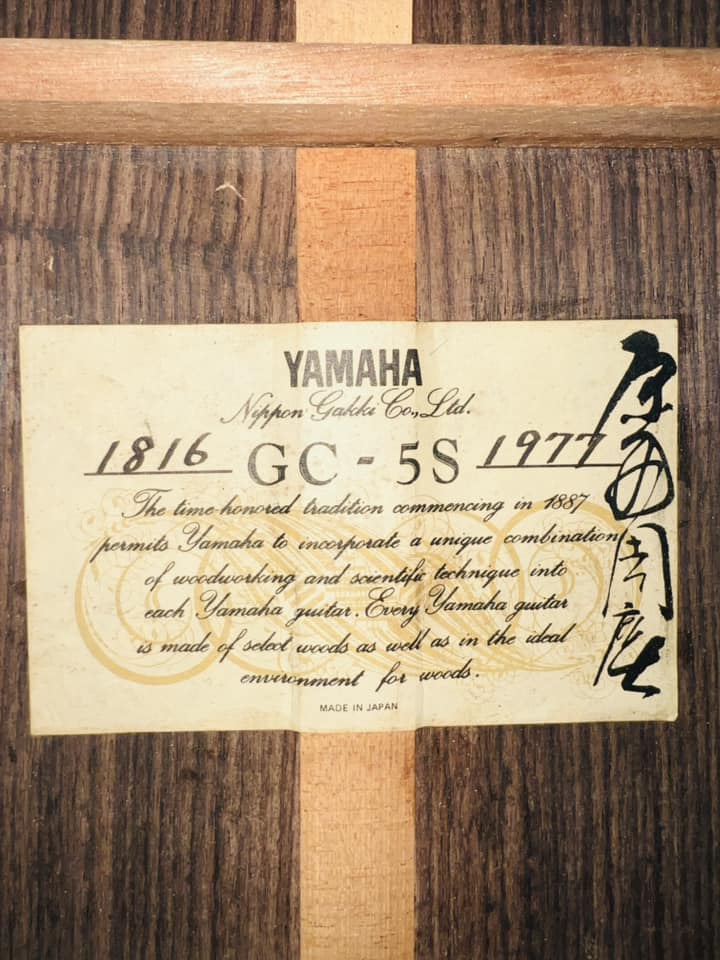 YAMAHA
Nippon Gakki Co., Ltd.
1816 GC-5S 1977
The time-honored tradition commencing in 1887
permits Yamaha to incorporate a unique combination
of woodworking and scientific technique into
each Yamaha guitar. Every Yamaha guitar
is made of select woods as well as in the ideal
environment for woods.
MADE IN JAPAN